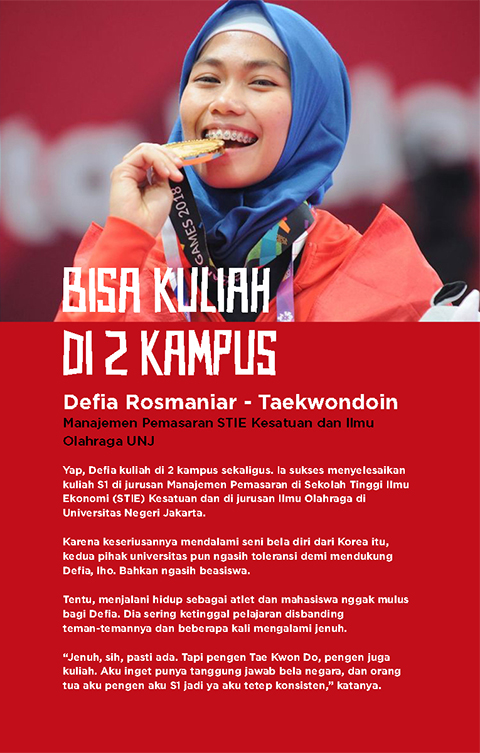 GAMES 2018
BISA KULIAH
DI 2 KAMPUS
Defia Rosmaniar - Taekwondoin
Manajemen Pemasaran STIE Kesatuan dan Ilmu
Olahraga UNJ
Yap, Defia kuliah di 2 kampus sekaligus. Ia sukses menyelesaikan
kuliah S1 di jurusan Manajemen Pemasaran di Sekolah Tinggi Ilmu
Ekonomi (STIE) Kesatuan dan di jurusan Ilmu Olahraga di
Universitas Negeri Jakarta.
Karena keseriusannya mendalami seni bela diri dari Korea itu,
kedua pihak universitas pun ngasih toleransi demi mendukung
Defia, lho. Bahkan ngasih beasiswa.
Tentu, menjalani hidup sebagai atlet dan mahasiswa nggak mulus
bagi Defia. Dia sering ketinggal pelajaran disbanding
teman-temannya dan beberapa kali mengalami jenuh.
“Jenuh, sih, pasti ada. Tapi pengen Tae Kwon Do, pengen juga
kuliah. Aku inget punya tanggung jawab bela negara, dan orang
tua aku pengen aku S1 jadi ya aku tetep konsisten,” katanya.